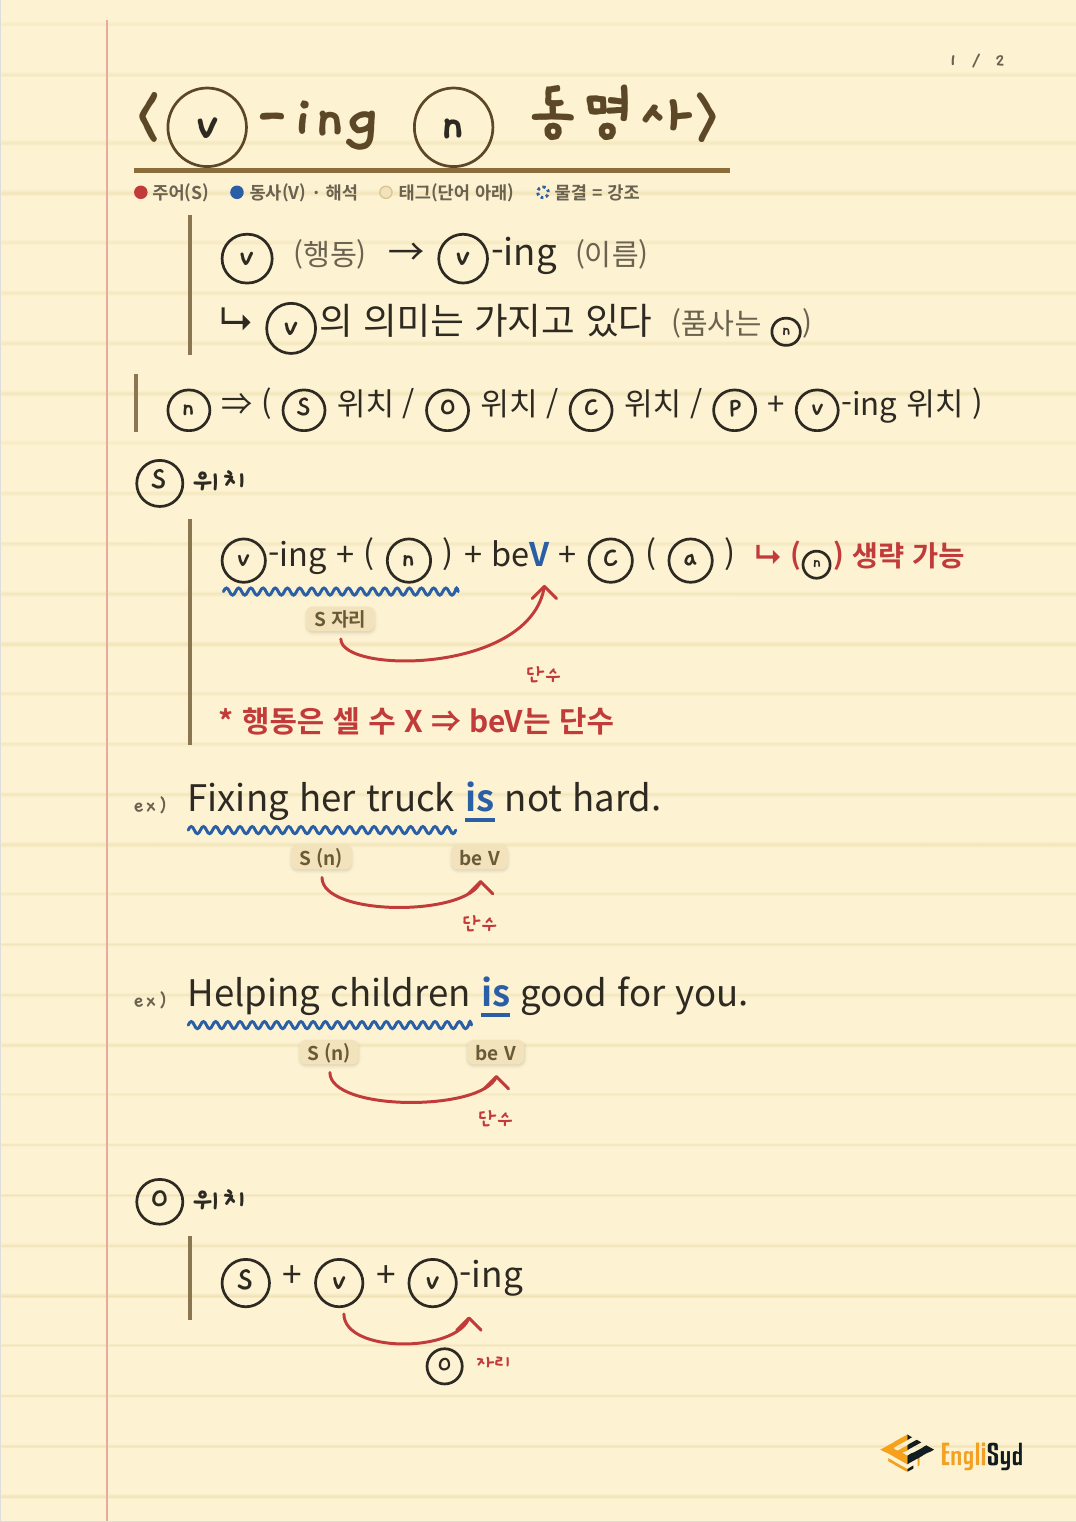 1 / 2
<v-ing n 동명사>
주어(S) 동사(V) · 해석 태그(단어 아래) 물결 = 강조
v (행동) → v-ing (이름)
↳ v의 의미는 가지고 있다 (품사는 n)
n ⇒ ( S 위치 / O 위치 / C 위치 / P + v-ing 위치 )
S 위치
v-ing + ( n ) + beV + C ( a ) ↳ (n) 생략 가능
S 자리
단수
* 행동은 셀 수 X ⇒ beV는 단수
ex) Fixing her truck is not hard.
S (n) be V
단수
ex) Helping children is good for you.
S (n) be V
단수
O 위치
S + v + v-ing
O 자리
EngliSyd